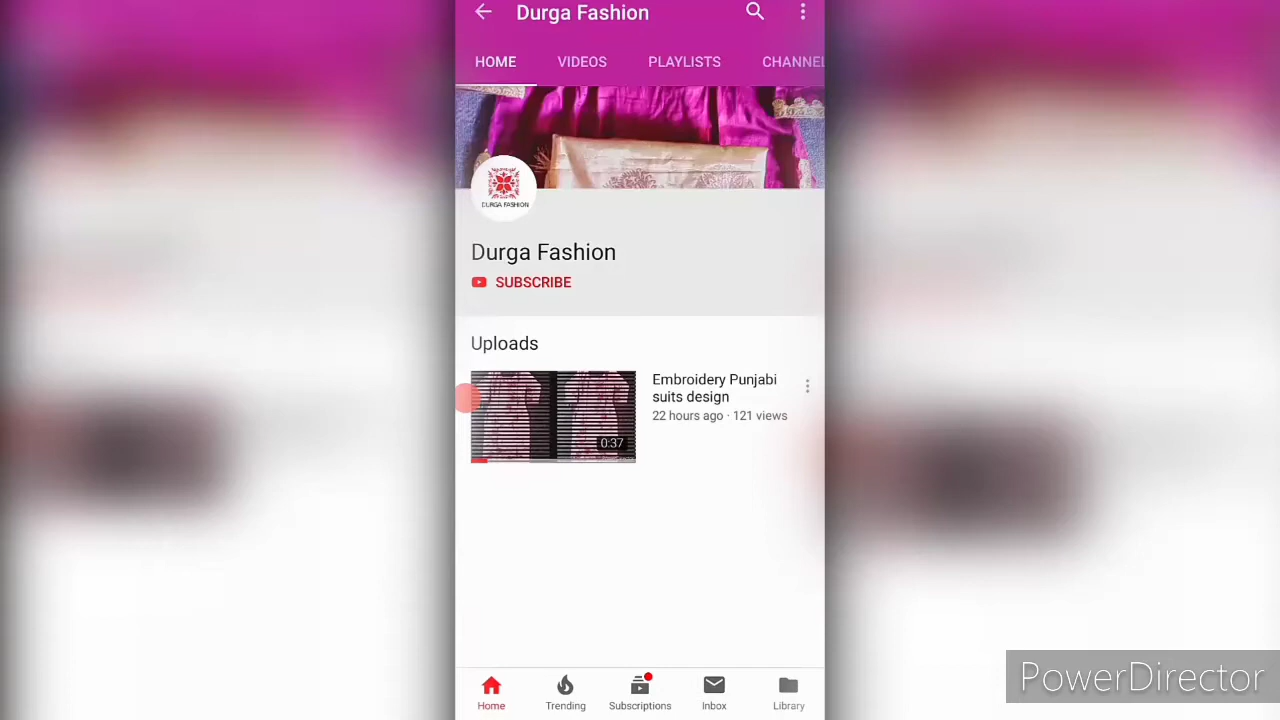 Durga Fashion
HOME VIDEOS PLAYLISTS CHANNEL
DURGA FASHION
Durga Fashion
SUBSCRIBE
Uploads
Embroidery Punjabi
suits design
22 hours ago · 121 views
0:37
Home Trending Subscriptions Inbox Library
PowerDirector